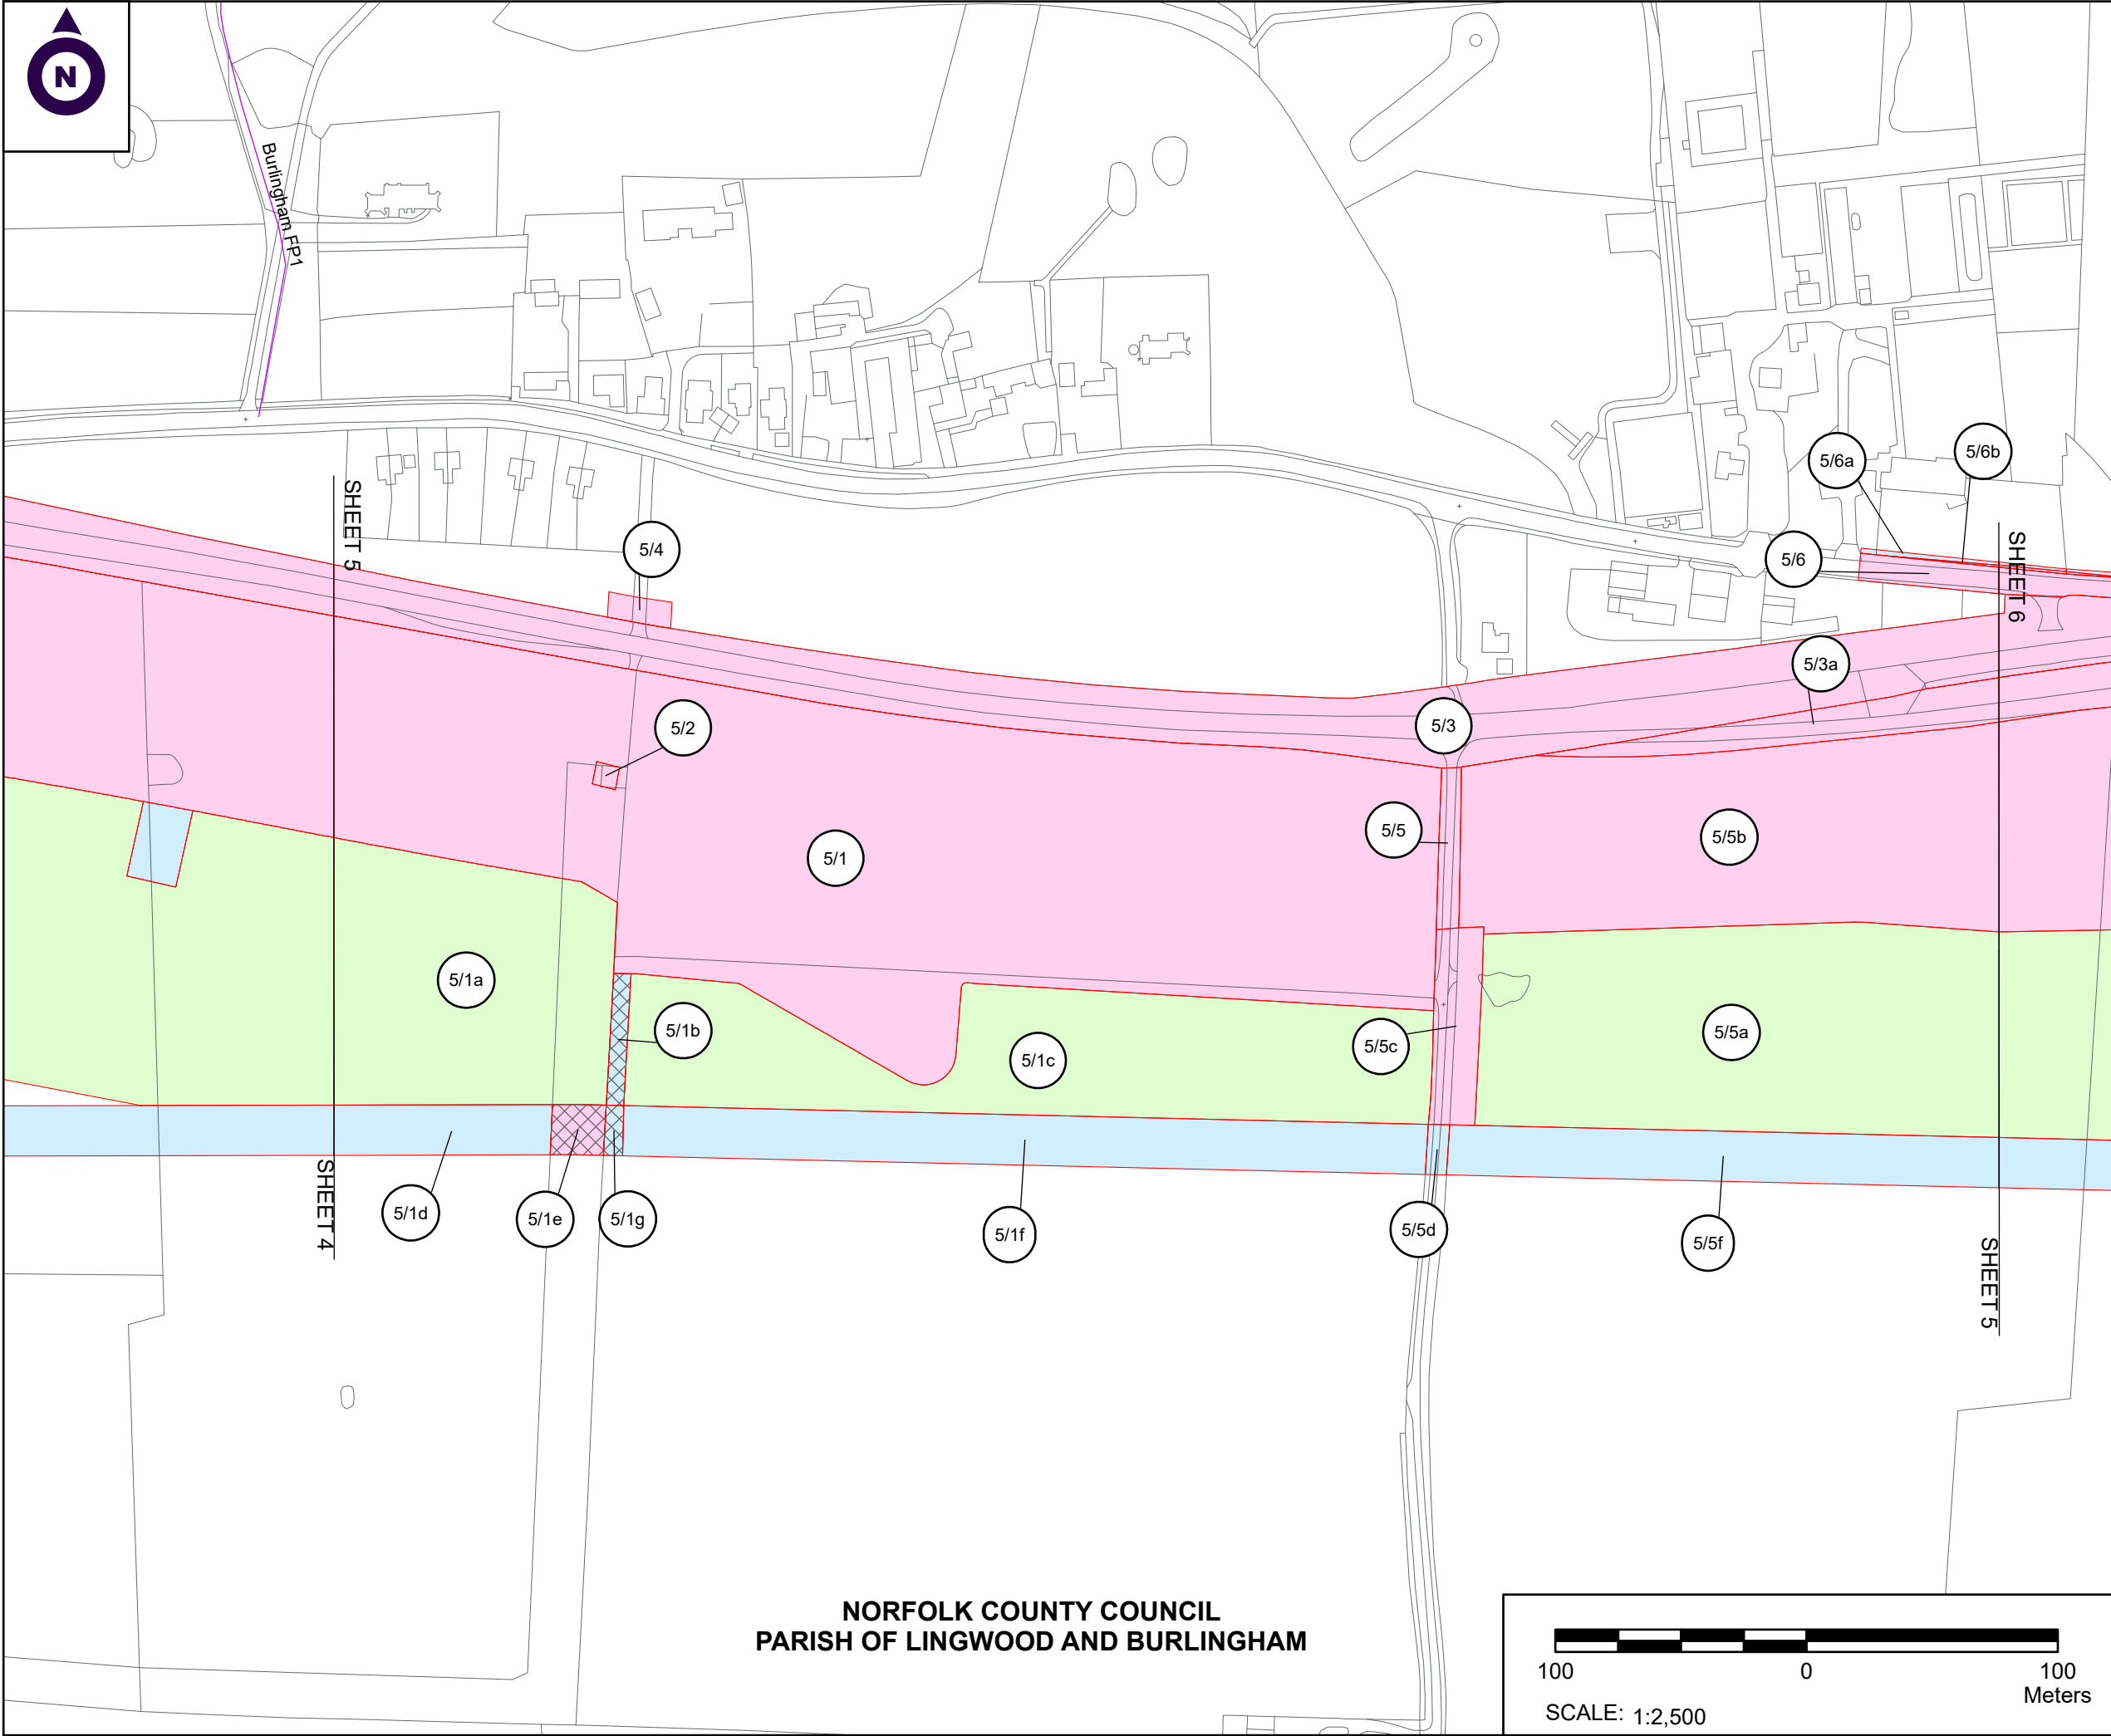 N
Burlingham FP1
SHEET 5
SHEET 4
5/4
5/6a
5/6b
5/6
SHEET 6
SHEET 5
5/3a
5/2
5/3
5/5
5/5b
5/1
5/1a
5/1b
5/1c
5/5c
5/5a
5/1d
5/1e
5/1g
5/1f
5/5d
5/5f
NORFOLK COUNTY COUNCIL
PARISH OF LINGWOOD AND BURLINGHAM
100 0 100
Meters
SCALE: 1:2,500